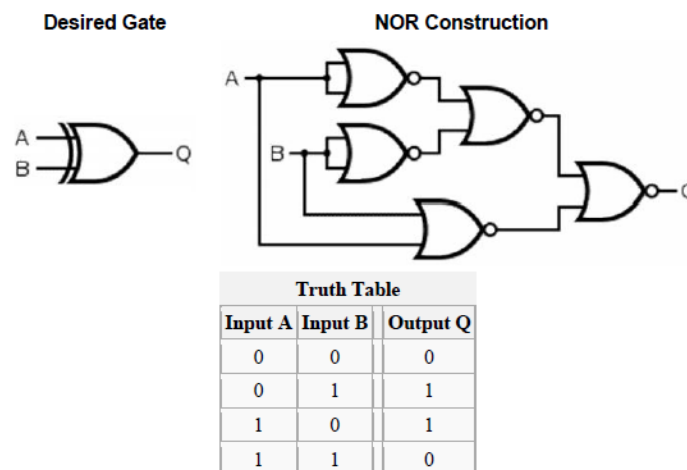 Desired Gate
NOR Construction
A
B
Q
A
B
Truth Table
Input A Input B Output Q
0 0 0
0 1 1
1 0 1
1 1 0